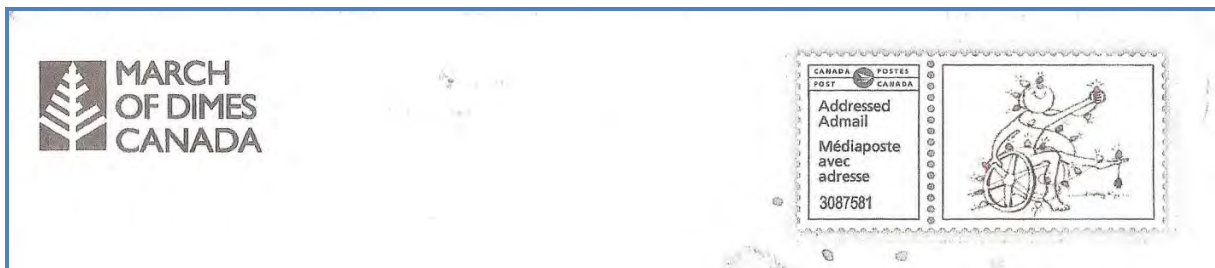 MARCH
OF DIMES
CANADA
CANADA POSTES
POST CANADA
Addressed
Admail
Médiaposte
avec
adresse
3087581